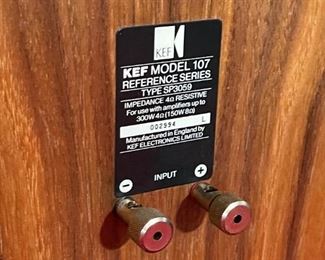 KEF
KEF MODEL 107
REFERENCE SERIES
TYPE SP3059
IMPEDANCE 4Ω RESISTIVE
For use with amplifiers up to
300W 4Ω (150W 8Ω)
002994 L
Manufactured in England by
KEF ELECTRONICS LIMITED
- INPUT +